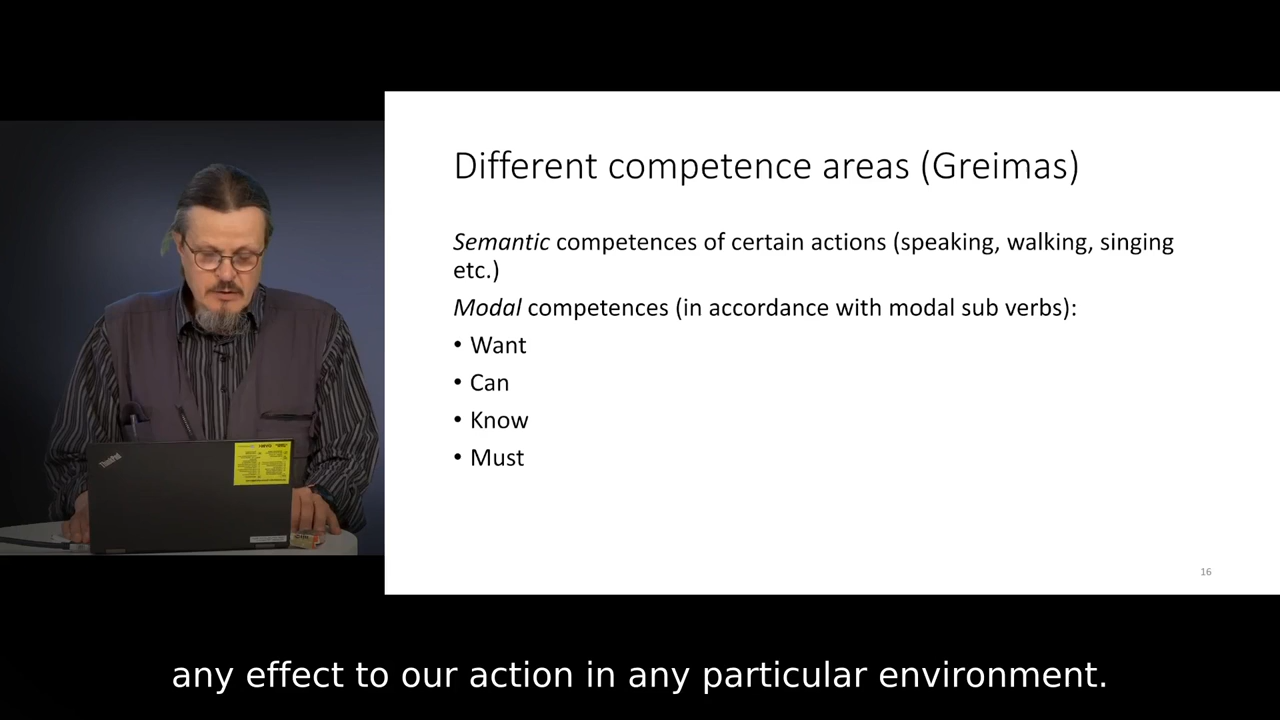 Different competence areas (Greimas)
Semantic competences of certain actions (speaking, walking, singing
etc.)
Modal competences (in accordance with modal sub verbs):
• Want
• Can
• Know
• Must
16
ThinkPad
any effect to our action in any particular environment.